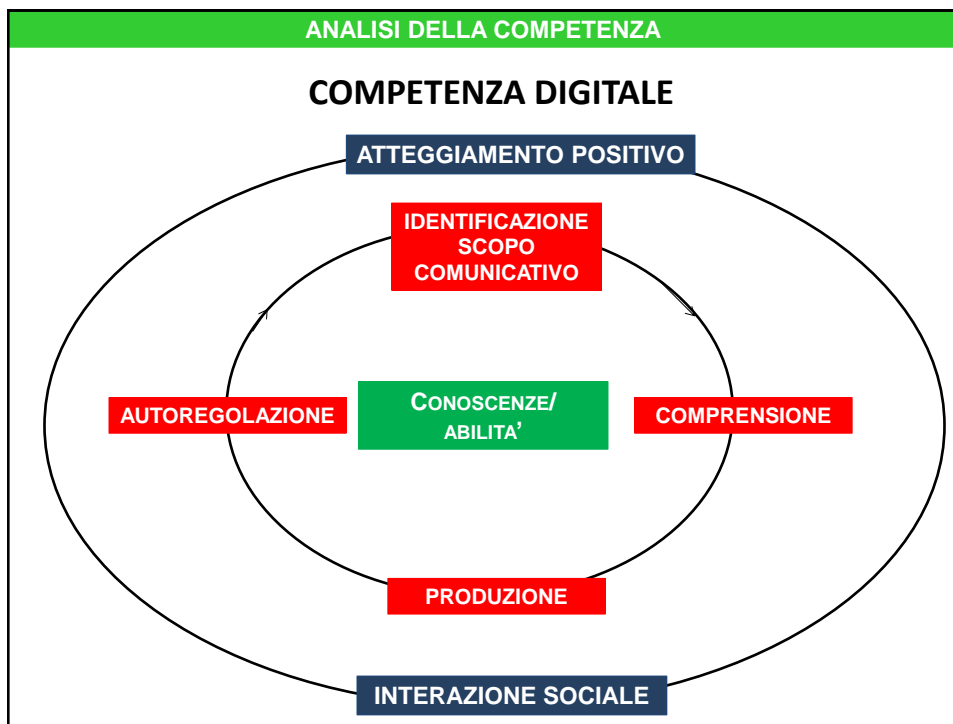 ANALISI DELLA COMPETENZA
COMPETENZA DIGITALE
ATTEGGIAMENTO POSITIVO
IDENTIFICAZIONE
SCOPO
COMUNICATIVO
AUTOREGOLAZIONE
CONOSCENZE/
ABILITA’
COMPRENSIONE
PRODUZIONE
INTERAZIONE SOCIALE